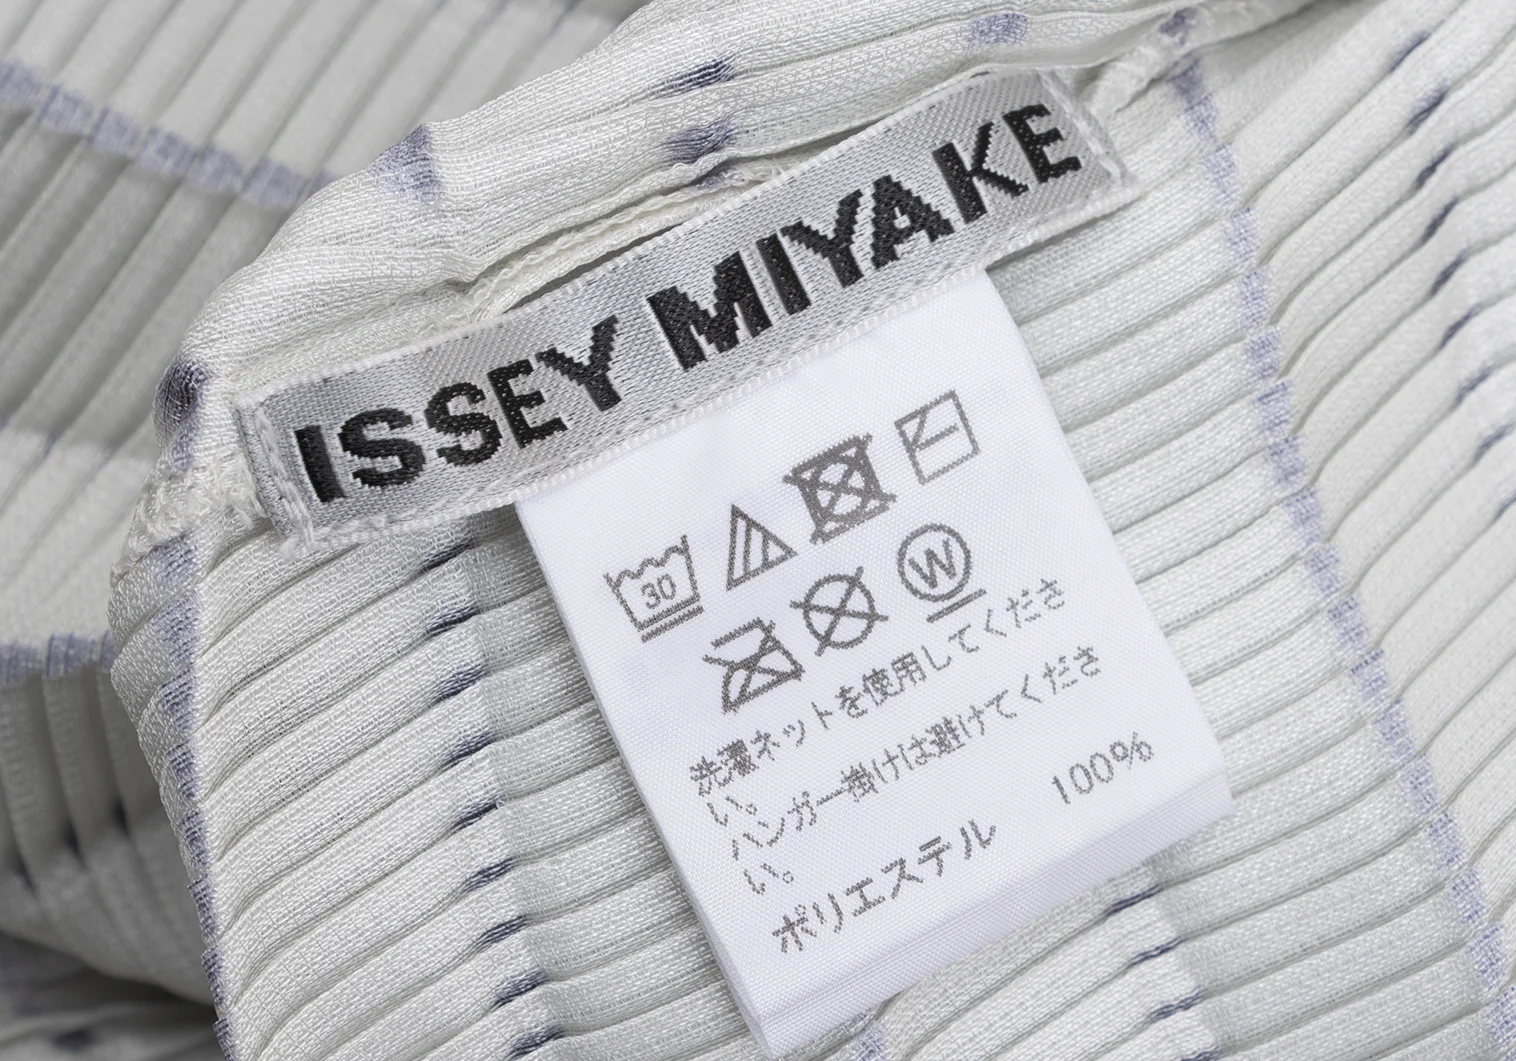 ISSEY MIYAKE
30
W
洗濯ネットを使用してくださ
い。
ハンガー掛けは避けてくださ
い。
ポリエステル 100%